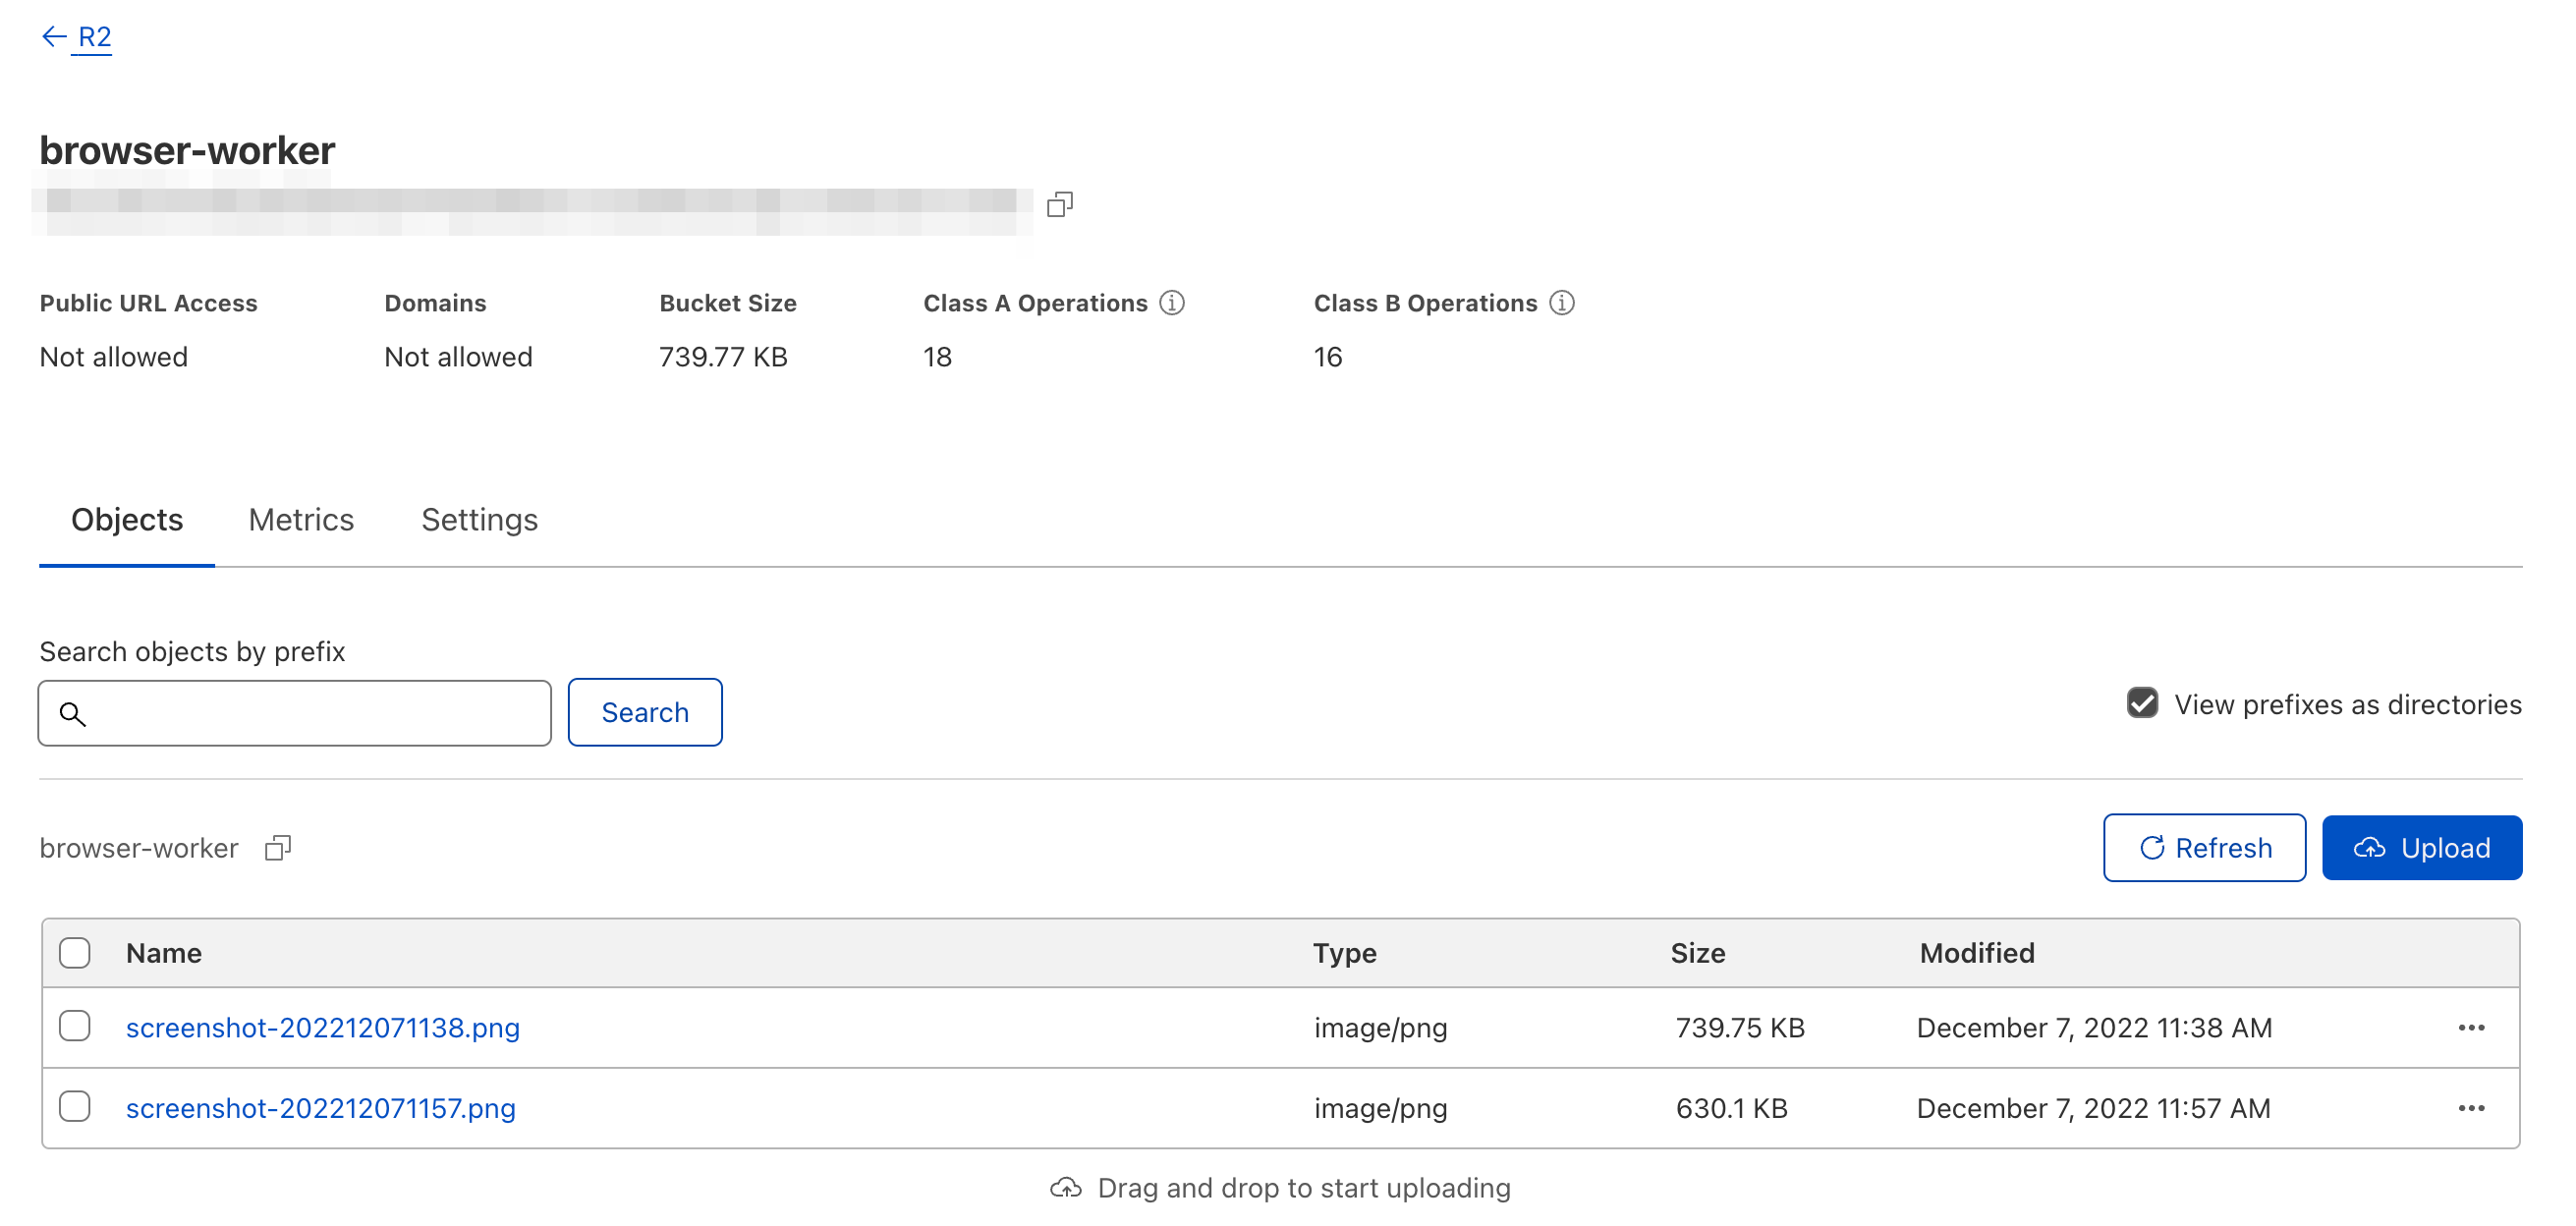 R2
browser-worker
Public URL Access Domains Bucket Size Class A Operations Class B Operations
Not allowed Not allowed 739.77 KB 18 16
Objects Metrics Settings
Search objects by prefix
Search View prefixes as directories
browser-worker Refresh Upload
Name Type Size Modified
screenshot-202212071138.png image/png 739.75 KB December 7, 2022 11:38 AM
screenshot-202212071157.png image/png 630.1 KB December 7, 2022 11:57 AM
Drag and drop to start uploading